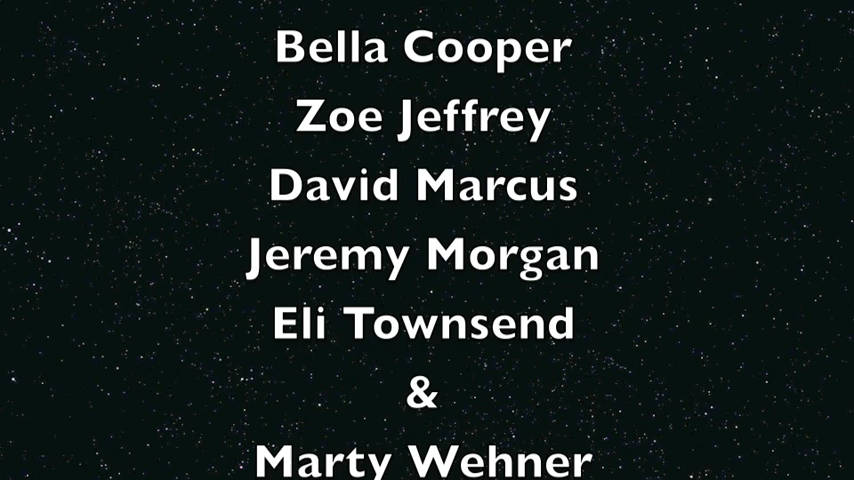 Bella Cooper
Zoe Jeffrey
David Marcus
Jeremy Morgan
Eli Townsend
&
Marty Wehner